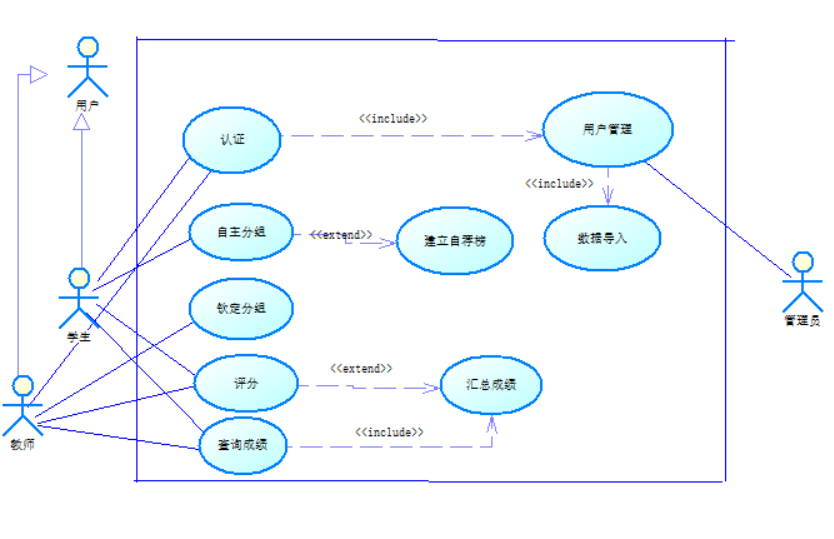 用户
<<include>>
认证
用户管理
<<include>>
自主分组
<<extend>>
建立自荐榜
数据导入
钦定分组
学生
管理员
<<extend>>
评分
汇总成绩
<<include>>
查询成绩
教师